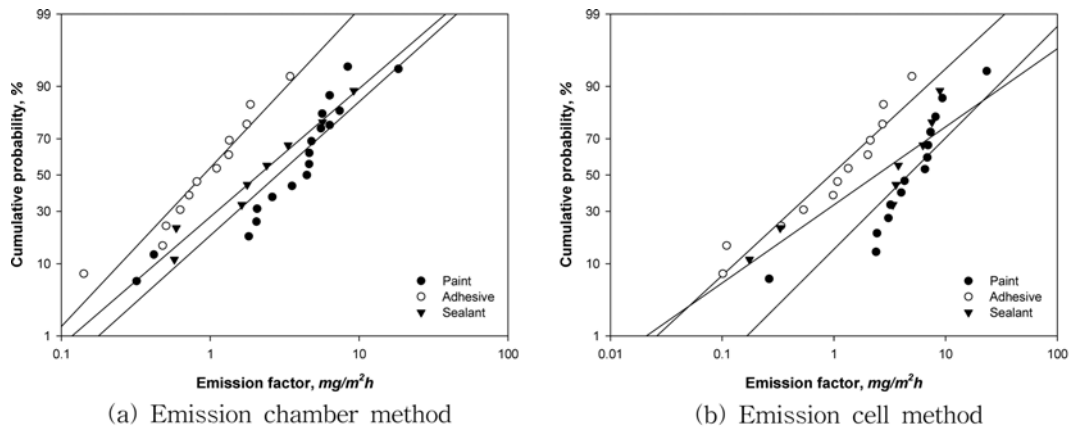 99
90
70
50
30
10
1
Cumulative probability, %
0.1 1 10 100
Emission factor, mg/m²h
Paint
Adhesive
Sealant
(a) Emission chamber method
99
90
70
50
30
10
1
Cumulative probability, %
0.01 0.1 1 10 100
Emission factor, mg/m²h
Paint
Adhesive
Sealant
(b) Emission cell method